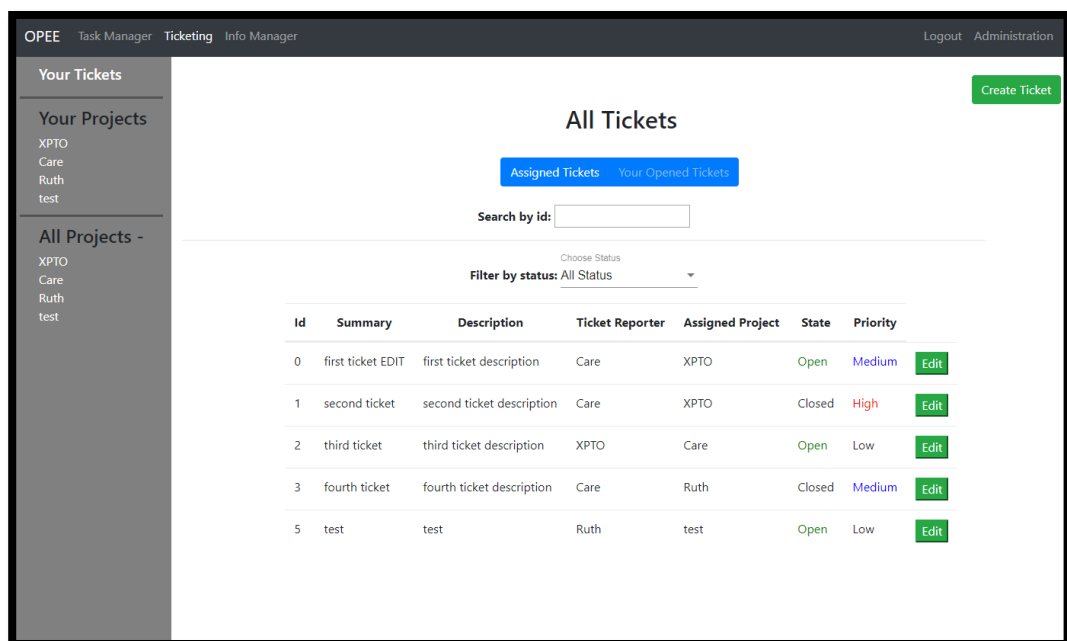 OPEE Task Manager Ticketing Info Manager Logout Administration
Your Tickets
Your Projects
XPTO
Care
Ruth
test
All Projects -
XPTO
Care
Ruth
test
Create Ticket
All Tickets
Assigned Tickets Your Opened Tickets
Search by id:
Choose Status
Filter by status: All Status
Id Summary Description Ticket Reporter Assigned Project State Priority
0 first ticket EDIT first ticket description Care XPTO Open Medium Edit
1 second ticket second ticket description Care XPTO Closed High Edit
2 third ticket third ticket description XPTO Care Open Low Edit
3 fourth ticket fourth ticket description Care Ruth Closed Medium Edit
5 test test Ruth test Open Low Edit